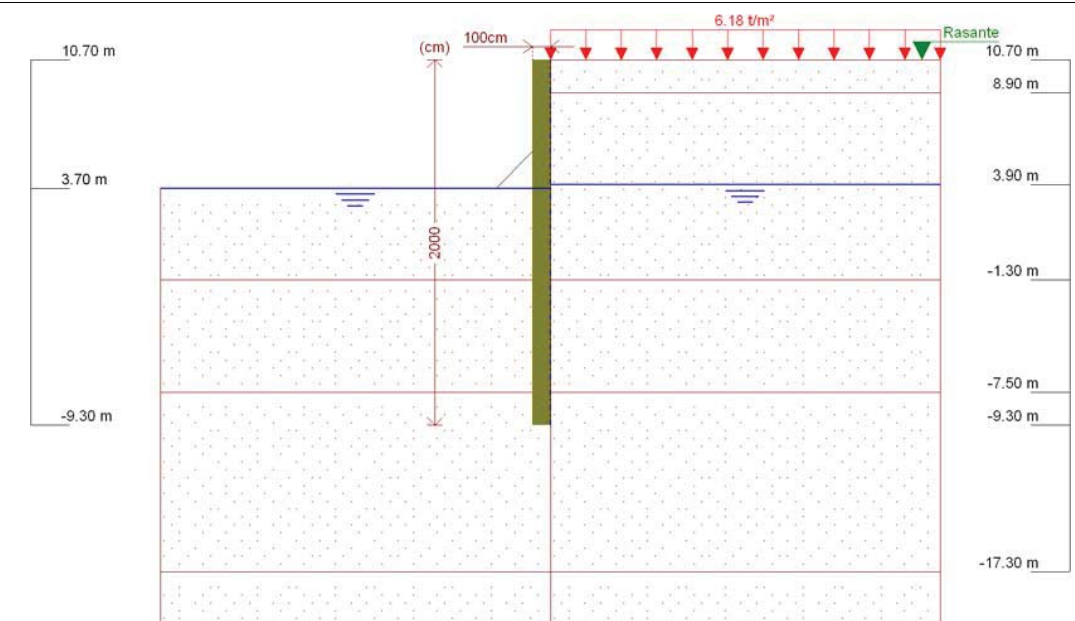 6.18 t/m²
Rasante
100cm
(cm)
10.70 m
10.70 m
8.90 m
3.70 m
3.90 m
2000
-1.30 m
-7.50 m
-9.30 m
-9.30 m
-17.30 m